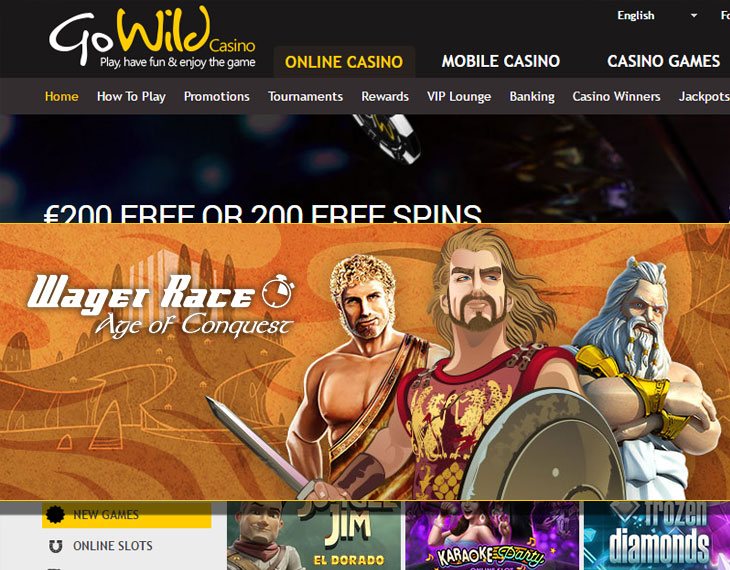 GoWild Casino
Play, have fun & enjoy the game
English
ONLINE CASINO
MOBILE CASINO
CASINO GAMES
Home
How To Play
Promotions
Tournaments
Rewards
VIP Lounge
Banking
Casino Winners
Jackpots
€200 FREE OR 200 FREE SPINS
Wager Race
Age of Conquest
NEW GAMES
ONLINE SLOTS
JIM
EL DORADO
KARAOKE Party
ONLINE SLOT
frozen
diamonds